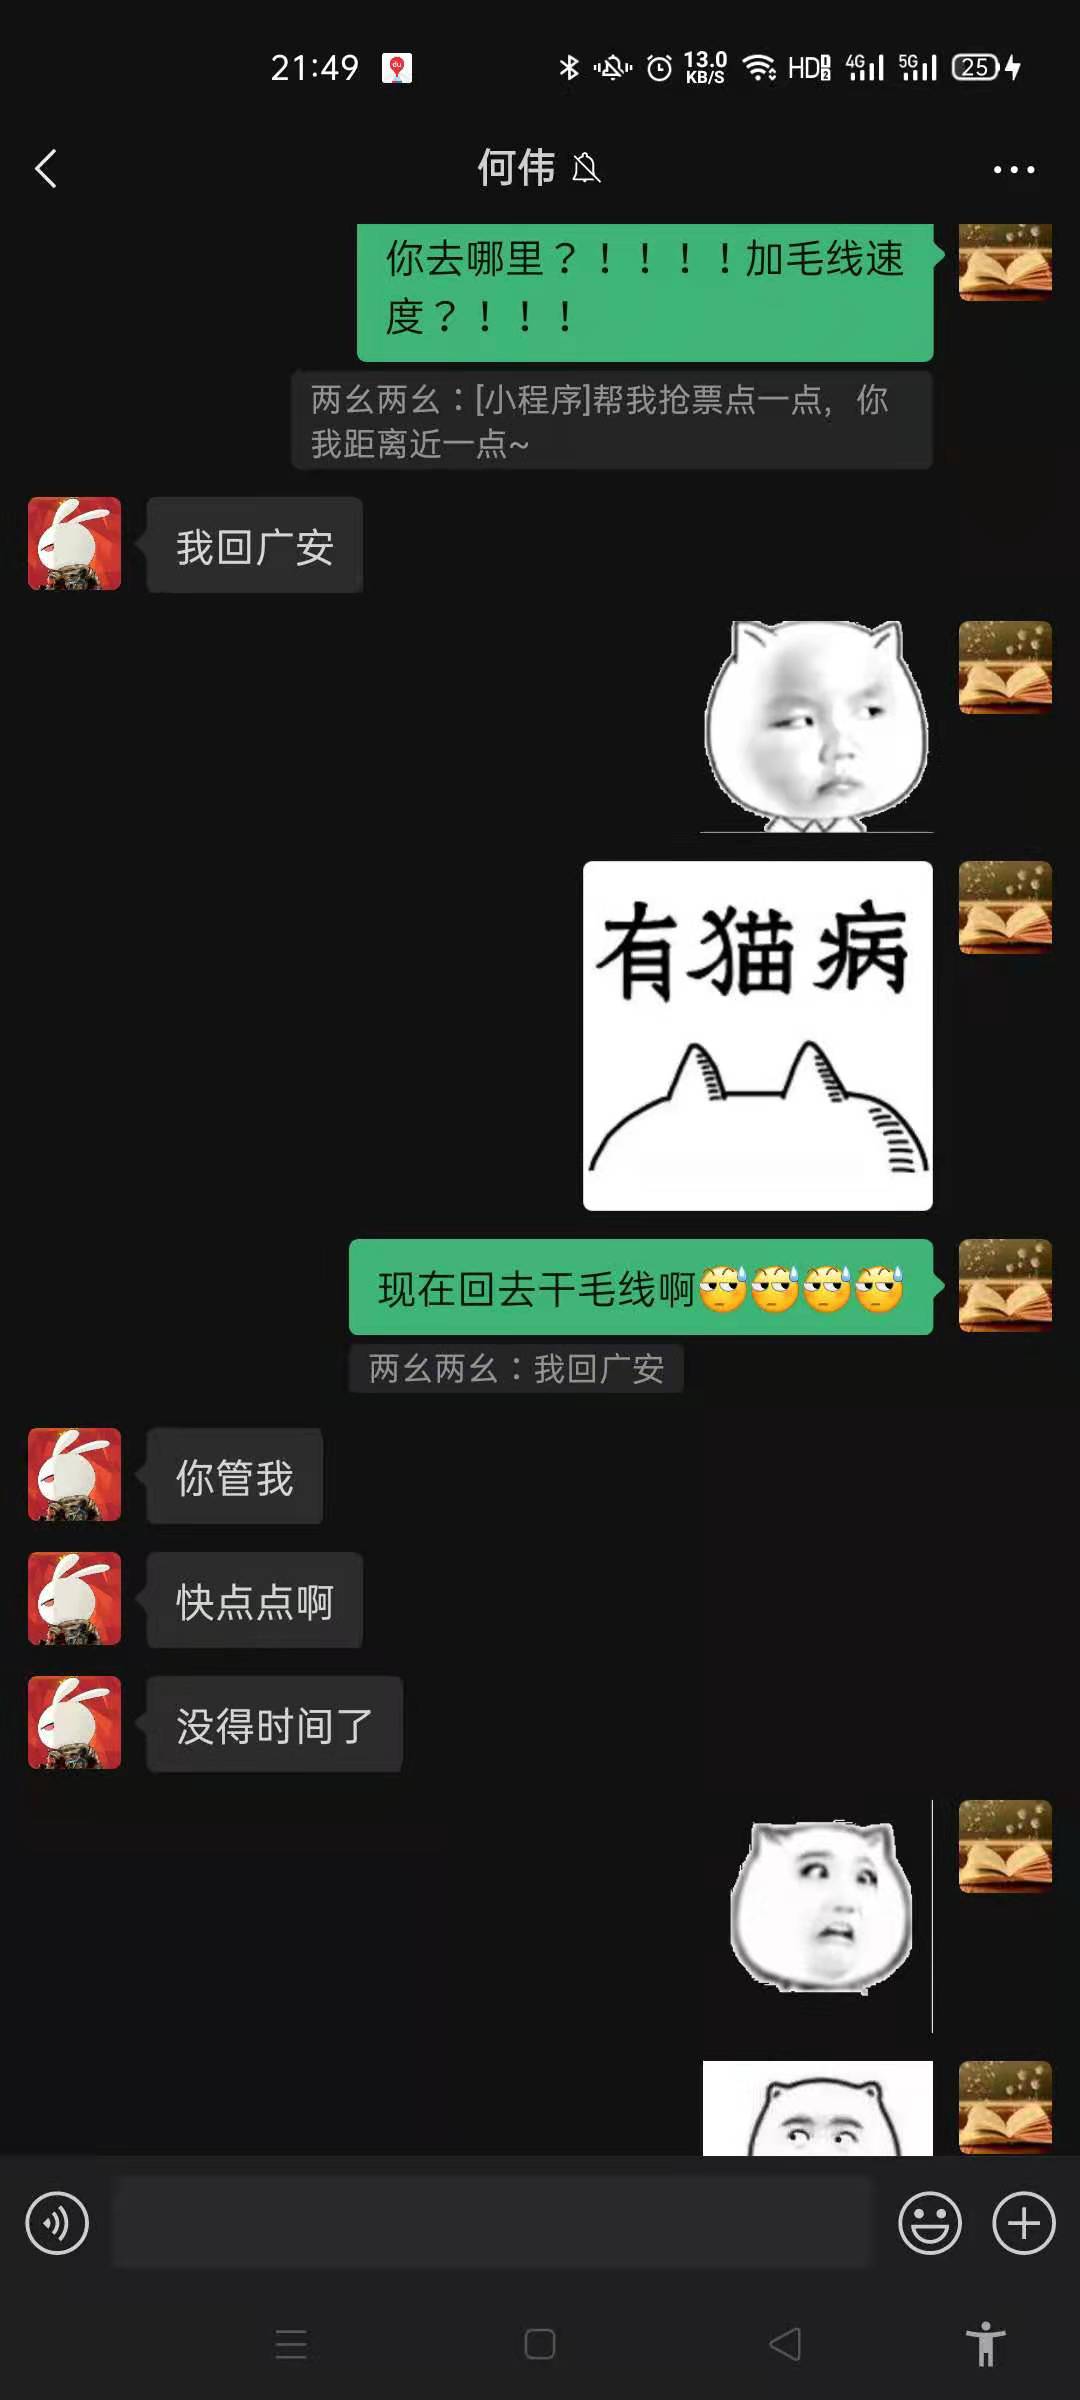 21:49
13.0
KB/S
HD
2
4G
5G
25
何伟
你去哪里？！！！！加毛线速
度？！！！
两幺两幺：[小程序]帮我抢票点一点，你
我距离近一点~
我回广安
有猫病
现在回去干毛线啊
两幺两幺：我回广安
你管我
快点点啊
没得时间了